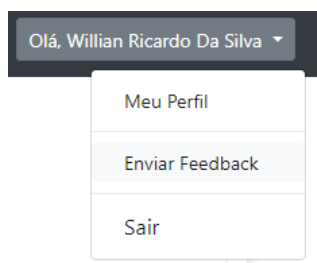 Olá, Willian Ricardo Da Silva
Meu Perfil
Enviar Feedback
Sair